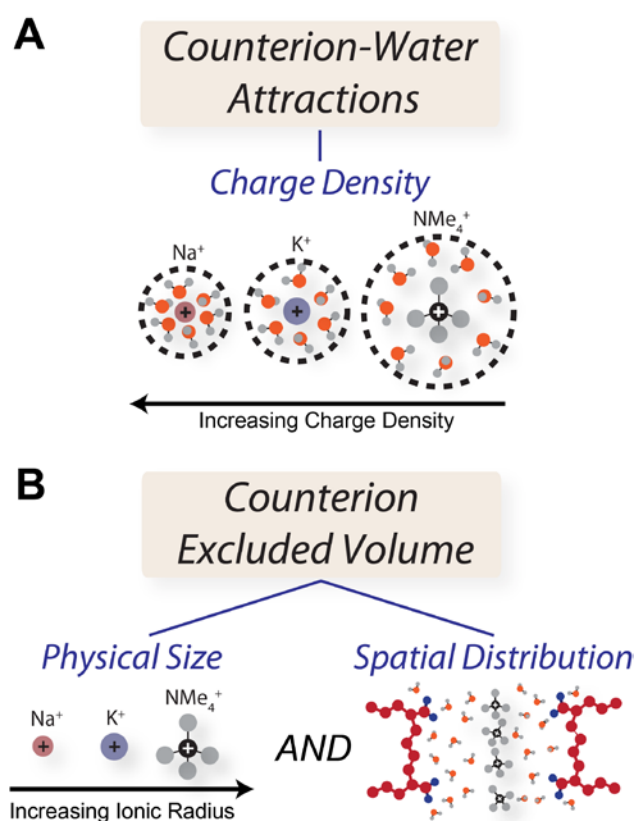 A
Counterion-Water
Attractions
Charge Density
Na⁺
K⁺
NMe₄⁺
+
+
+
Increasing Charge Density
B
Counterion
Excluded Volume
Physical Size
Spatial Distribution
Na⁺
K⁺
NMe₄⁺
+
+
+
AND
Increasing Ionic Radius